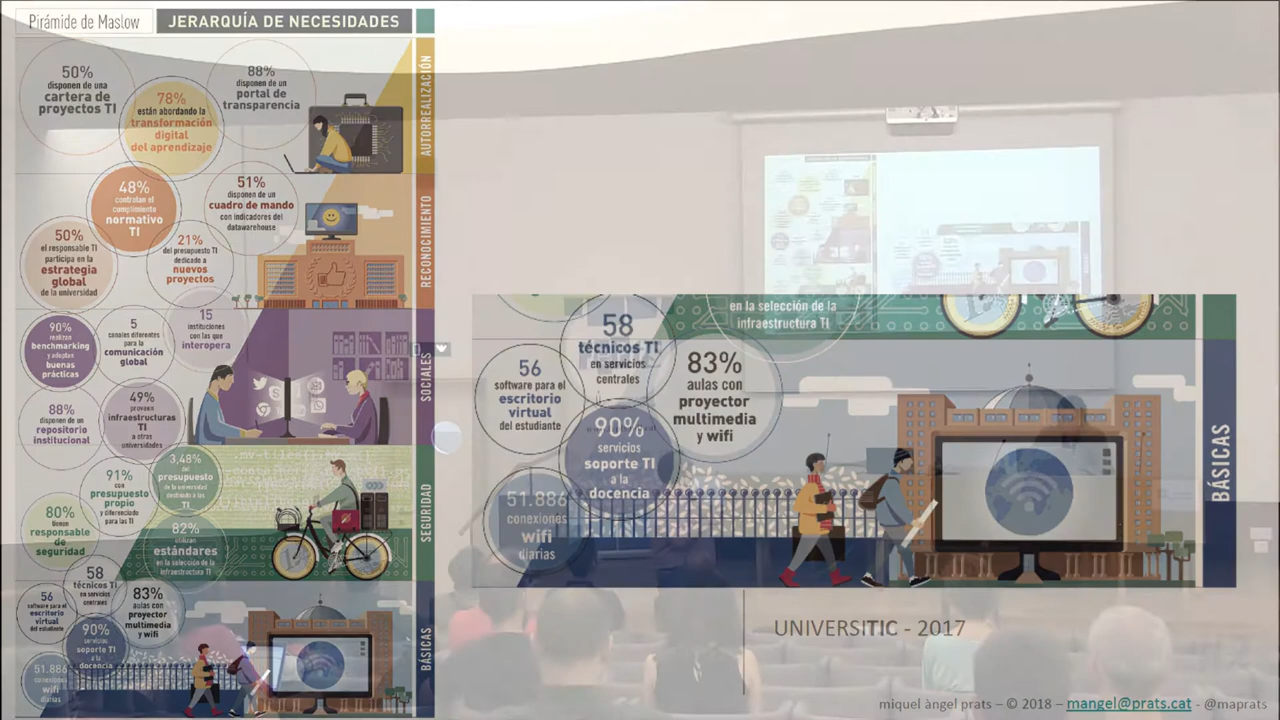 Pirámide de Maslow
JERARQUÍA DE NECESIDADES
AUTORREALIZACIÓN
50%
disponen de una
cartera de
proyectos TI
88%
disponen de un
portal de
transparencia
78%
están abordando la
transformación
digital
del aprendizaje
RECONOCIMIENTO
48%
controlan el
cumplimiento
normativo
TI
51%
disponen de un
cuadro de mando
con indicadores del
datawarehouse
50%
el responsable TI
participa en la
estrategia
global
de la universidad
21%
del presupuesto TI
dedicado a
nuevos
proyectos
SOCIALES
90%
realizan
benchmarking
y adoptan
buenas
prácticas
5
canales diferentes
para la
comunicación
global
15
instituciones
con las que
interopera
88%
disponen de un
repositorio
institucional
49%
proveen
infraestructuras
TI
a otras
universidades
SEGURIDAD
91%
con
presupuesto
propio
y diferenciado
para las TI
3,48%
del
presupuesto
de la universidad
destinado a las
TI
80%
tienen
responsable
de
seguridad
82%
utilizan
estándares
en la selección de la
infraestructura TI
BÁSICAS
58
técnicos TI
en servicios
centrales
56
software para el
escritorio
virtual
del estudiante
83%
aulas con
proyector
multimedia
y wifi
90%
servicios
soporte TI
a la
docencia
51.886
conexiones
wifi
diarias
en la selección de la
infraestructura TI
58
técnicos TI
en servicios
centrales
56
software para el
escritorio
virtual
del estudiante
83%
aulas con
proyector
multimedia
y wifi
90%
servicios
soporte TI
a la
docencia
51.886
conexiones
wifi
diarias
BÁSICAS
UNIVERSITIC - 2017
miquel àngel prats – © 2018 – mangel@prats.cat - @maprats